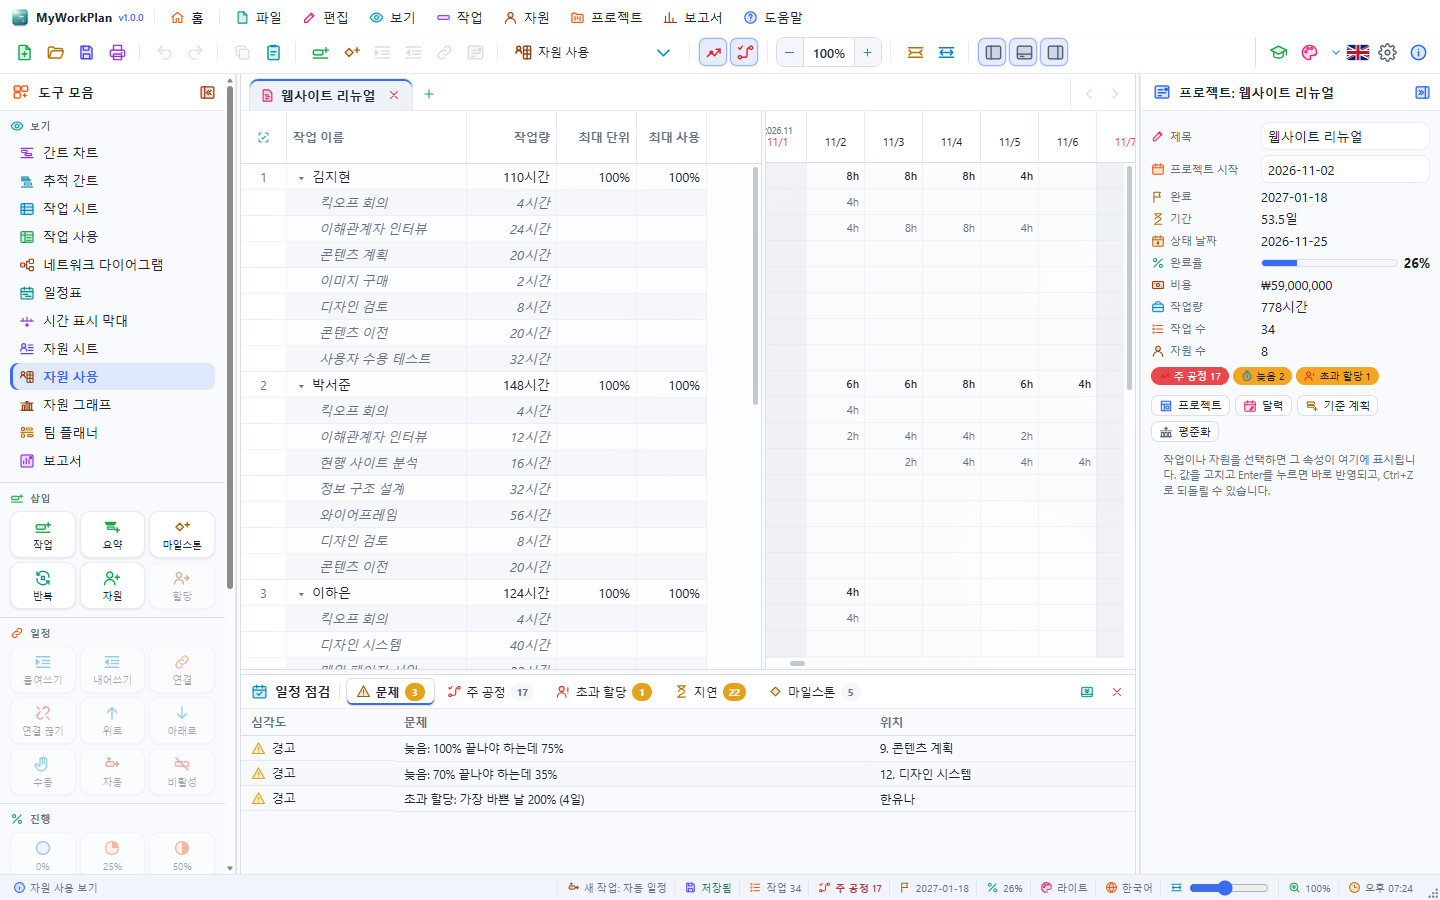 MyWorkPlan v1.0.0 홈 파일 편집 보기 작업 자원 프로젝트 보고서 도움말
자원 사용 100%
도구 모음
보기
간트 차트
추적 간트
작업 시트
작업 사용
네트워크 다이어그램
일정표
시간 표시 막대
자원 시트
자원 사용
자원 그래프
팀 플래너
보고서
삽입
작업 요약 마일스톤
반복 자원 할당
일정
들여쓰기 내어쓰기 연결
연결 끊기 위로 아래로
수동 자동 비활성
진행
0% 25% 50%
웹사이트 리뉴얼
작업 이름 작업량 최대 단위 최대 사용
2026.11
11/1 11/2 11/3 11/4 11/5 11/6 11/7
1 김지현 110시간 100% 100% 8h 8h 8h 4h
킥오프 회의 4시간 4h
이해관계자 인터뷰 24시간 4h 8h 8h 4h
콘텐츠 계획 20시간
이미지 구매 2시간
디자인 검토 8시간
콘텐츠 이전 20시간
사용자 수용 테스트 32시간
2 박서준 148시간 100% 100% 6h 6h 8h 6h 4h
킥오프 회의 4시간 4h
이해관계자 인터뷰 12시간 2h 4h 4h 2h
현행 사이트 분석 16시간 2h 4h 4h 4h
정보 구조 설계 32시간
와이어프레임 56시간
디자인 검토 8시간
콘텐츠 이전 20시간
3 이하은 124시간 100% 100% 4h
킥오프 회의 4시간 4h
디자인 시스템 40시간
일정 점검 문제 3 주 공정 17 초과 할당 1 지연 22 마일스톤 5
심각도 문제 위치
경고 늦음: 100% 끝나야 하는데 75% 9. 콘텐츠 계획
경고 늦음: 70% 끝나야 하는데 35% 12. 디자인 시스템
경고 초과 할당: 가장 바쁜 날 200% (4일) 한유나
프로젝트: 웹사이트 리뉴얼
제목 웹사이트 리뉴얼
프로젝트 시작 2026-11-02
완료 2027-01-18
기간 53.5일
상태 날짜 2026-11-25
완료율 26%
비용 ₩59,000,000
작업량 778시간
작업 수 34
자원 수 8
주 공정 17 늦음 2 초과 할당 1
프로젝트 달력 기준 계획
평준화
작업이나 자원을 선택하면 그 속성이 여기에 표시됩니
다. 값을 고치고 Enter를 누르면 바로 반영되고, Ctrl+Z
로 되돌릴 수 있습니다.
자원 사용 보기 새 작업: 자동 일정 저장됨 작업 34 주 공정 17 2027-01-18 26% 라이트 한국어 100% 오후 07:24